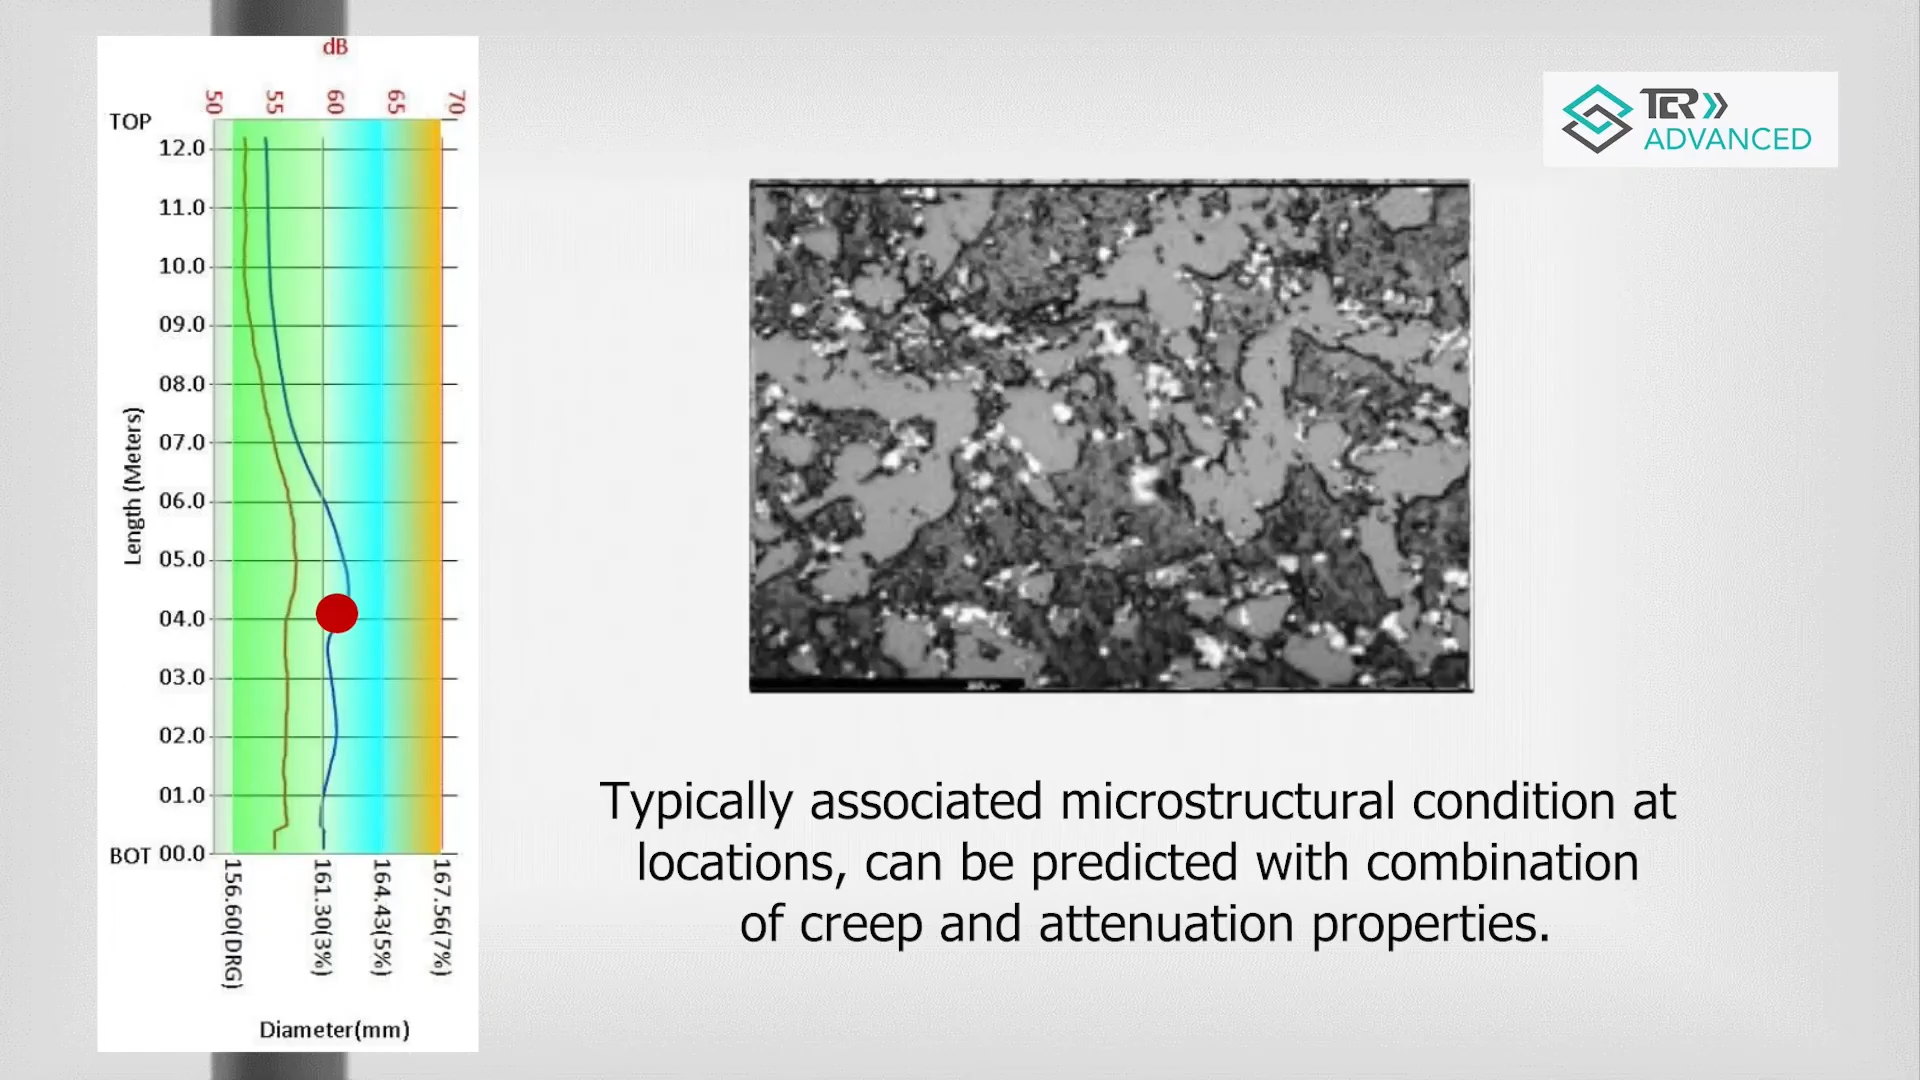 dB
50 55 60 65 70
TOP
12.0
11.0
10.0
09.0
08.0
07.0
06.0
05.0
04.0
03.0
02.0
01.0
BOT 00.0
Length (Meters)
156.60(DRG) 161.30(3%) 164.43(5%) 167.56(7%)
Diameter(mm)
TCR
ADVANCED
Typically associated microstructural condition at
locations, can be predicted with combination
of creep and attenuation properties.